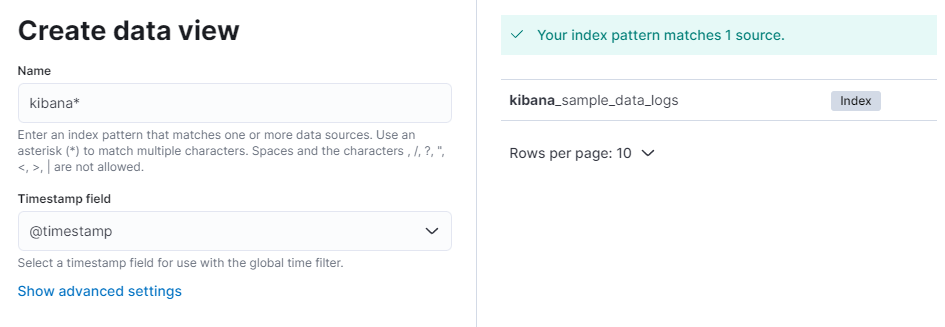 Create data view
Name
kibana*
Enter an index pattern that matches one or more data sources. Use an
asterisk (*) to match multiple characters. Spaces and the characters , /, ?, ",
<, >, | are not allowed.
Timestamp field
@timestamp
Select a timestamp field for use with the global time filter.
Show advanced settings
Your index pattern matches 1 source.
kibana_sample_data_logs Index
Rows per page: 10